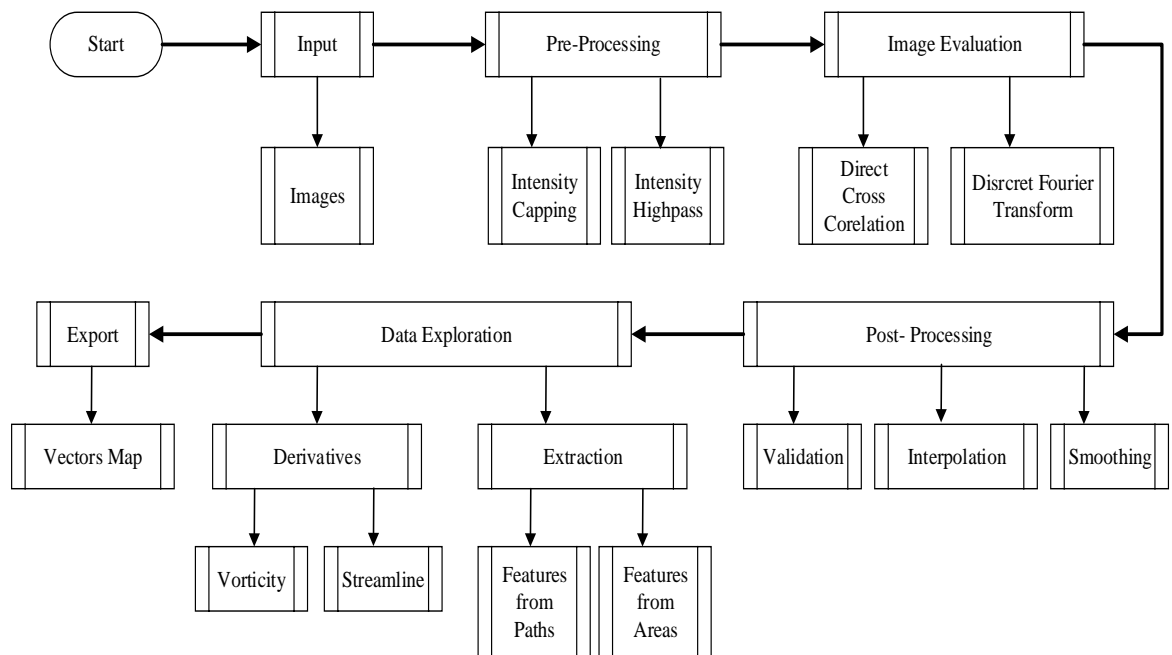 Start
Input
Pre-Processing
Image Evaluation
Images
Intensity
Capping
Intensity
Highpass
Direct
Cross
Corelation
Disrcret Fourier
Transform
Export
Data Exploration
Post- Processing
Vectors Map
Derivatives
Extraction
Validation
Interpolation
Smoothing
Vorticity
Streamline
Features
from
Paths
Features
from
Areas